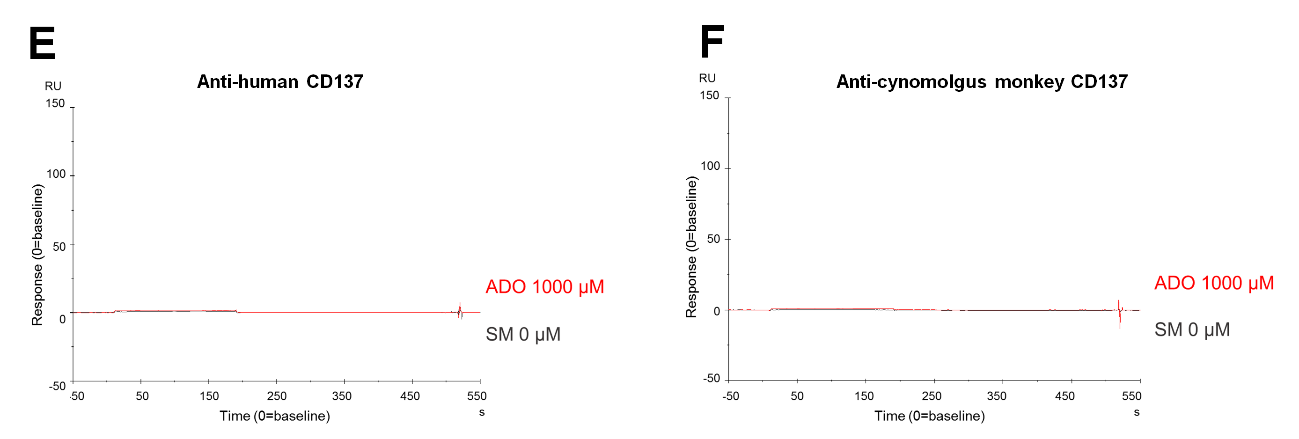 E
Anti-human CD137
RU
150
100
50
0
-50
Response (0=baseline)
-50 50 150 250 350 450 550
s
Time (0=baseline)
ADO 1000 µM
SM 0 µM
F
Anti-cynomolgus monkey CD137
RU
150
100
50
0
-50
Response (0=baseline)
-50 50 150 250 350 450 550
s
Time (0=baseline)
ADO 1000 µM
SM 0 µM